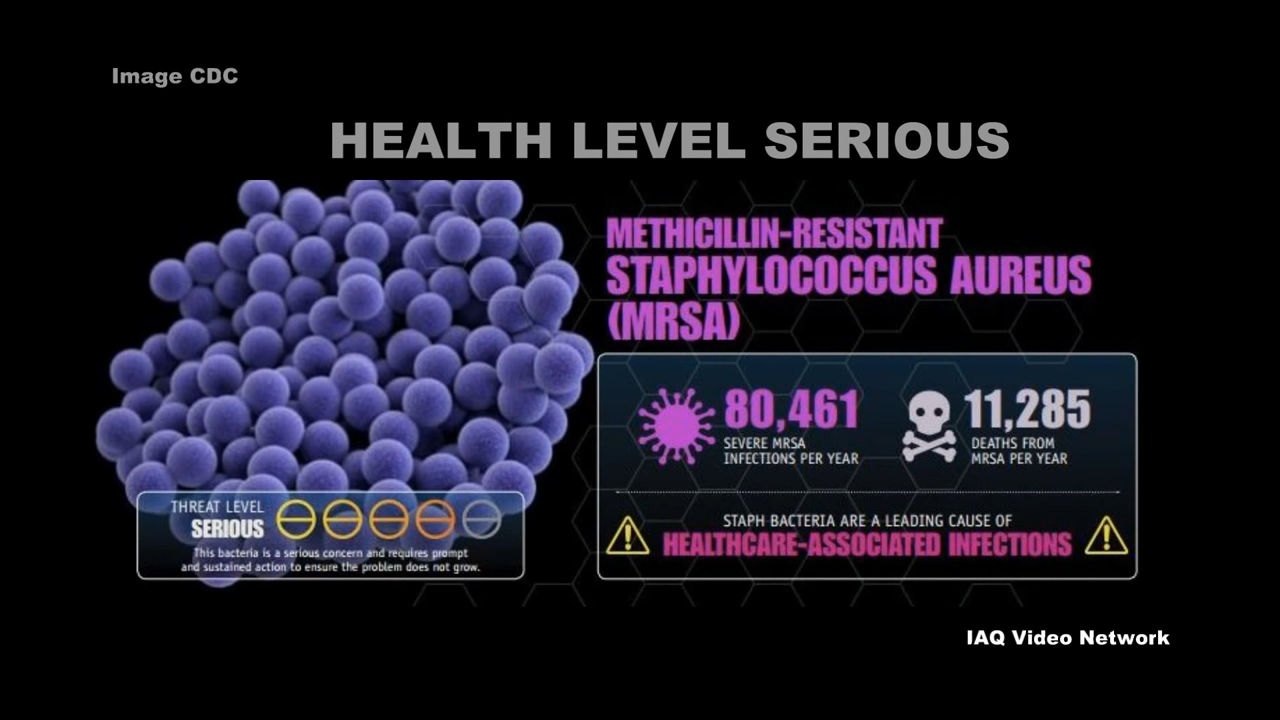 Image CDC
HEALTH LEVEL SERIOUS
METHICILLIN-RESISTANT
STAPHYLOCOCCUS AUREUS
(MRSA)
80,461
SEVERE MRSA
INFECTIONS PER YEAR
11,285
DEATHS FROM
MRSA PER YEAR
STAPH BACTERIA ARE A LEADING CAUSE OF
HEALTHCARE-ASSOCIATED INFECTIONS
THREAT LEVEL
SERIOUS
This bacteria is a serious concern and requires prompt
and sustained action to ensure the problem does not grow.
IAQ Video Network